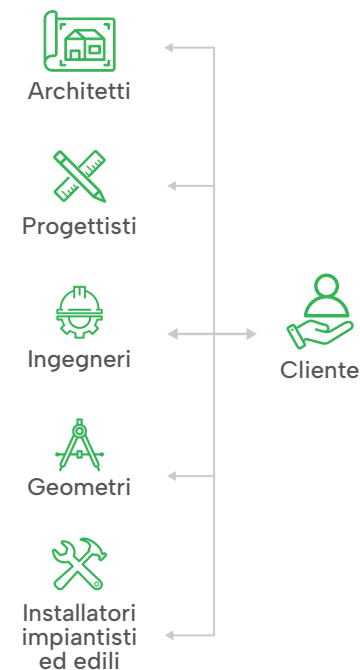 Architetti
Progettisti
Ingegneri
Cliente
Geometri
Installatori
impiantisti
ed edili